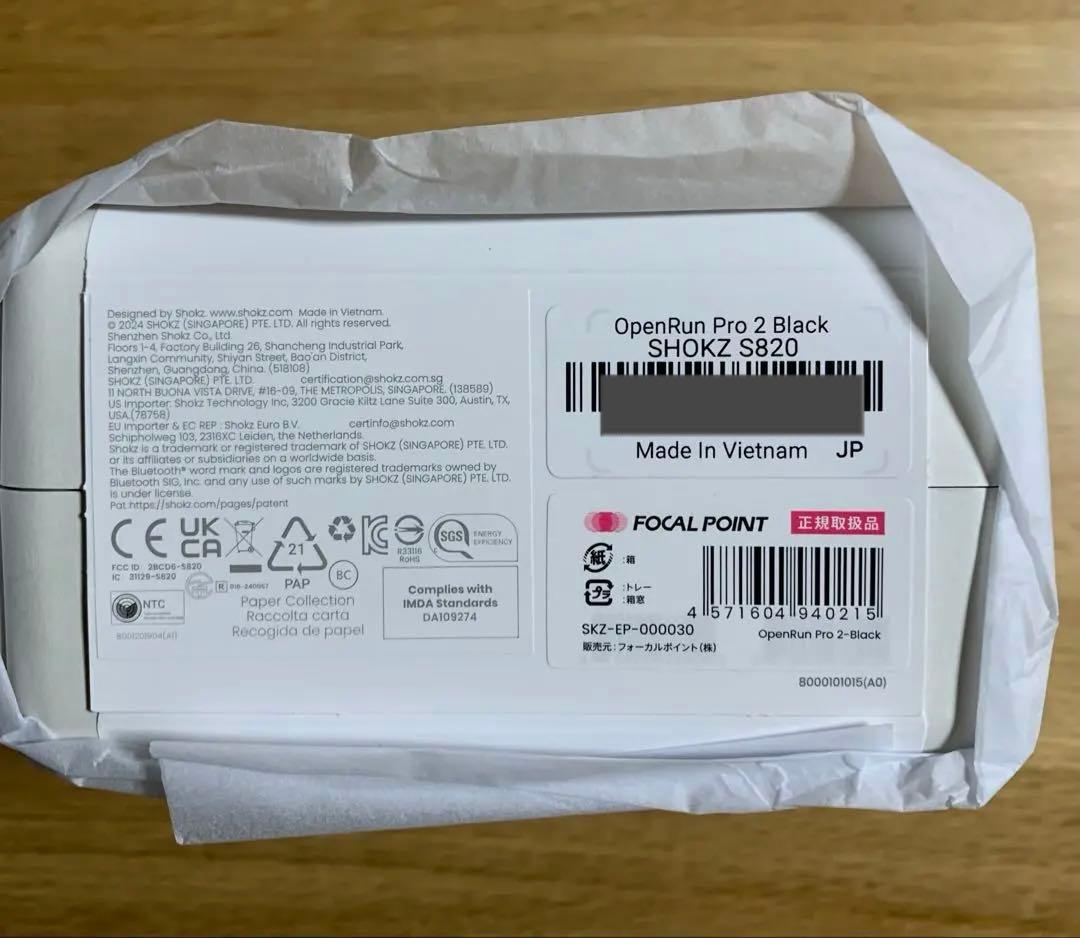 Designed by Shokz. www.shokz.com Made in Vietnam.
© 2024 SHOKZ (SINGAPORE) PTE. LTD. All rights reserved.
Shenzhen Shokz Co., Ltd.
Floors 1-4, Factory Building 26, Shancheng Industrial Park,
Langxin Community, Shiyan Street, Bao'an District,
Shenzhen, Guangdong, China. (518108)
SHOKZ (SINGAPORE) PTE. LTD. certification@shokz.com.sg
11 NORTH BUONA VISTA DRIVE, #16-09, THE METROPOLIS, SINGAPORE. (138589)
US Importer: Shokz Technology Inc, 3200 Gracie Kiltz Lane Suite 300, Austin, TX,
USA.(78758)
EU Importer & EC REP : Shokz Euro B.V. certinfo@shokz.com
Schipholweg 103, 2316XC Leiden, the Netherlands.
Shokz is a trademark or registered trademark of SHOKZ (SINGAPORE) PTE. LTD.
or its affiliates or subsidiaries on a worldwide basis.
The Bluetooth® word mark and logos are registered trademarks owned by
Bluetooth SIG, Inc. and any use of such marks by SHOKZ (SINGAPORE) PTE. LTD.
is under license.
Pat.https://shokz.com/pages/patent
CE UK CA 21 PAP
R33116
RoHS
SGS ENERGY
EFFICIENCY
FCC ID 2BCD6-S820
IC 31129-S820
R 016-240967
BC
NTC
Paper Collection
Raccolta carta
Recogida de papel
Complies with
IMDA Standards
DA109274
8001201904(A1)
OpenRun Pro 2 Black
SHOKZ S820
Made In Vietnam JP
FOCAL POINT 正規取扱品
紙 :箱
プラ :トレー
:箱窓
4 571604 940215
SKZ-EP-000030
OpenRun Pro 2-Black
販売元:フォーカルポイント(株)
8000101015(A0)